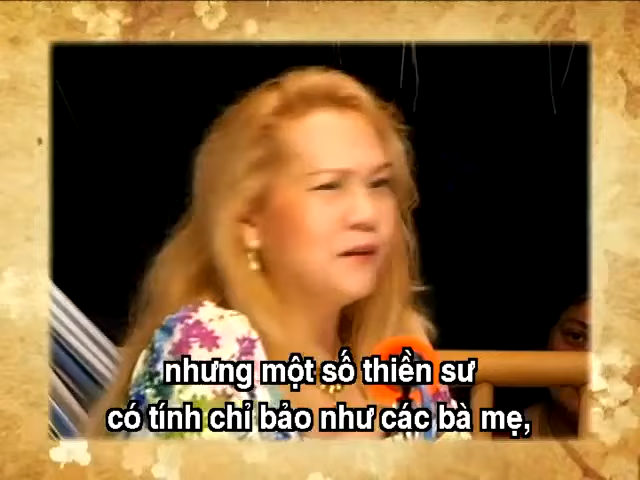 nhưng một số thiền sư
có tính chỉ bảo như các bà mẹ,